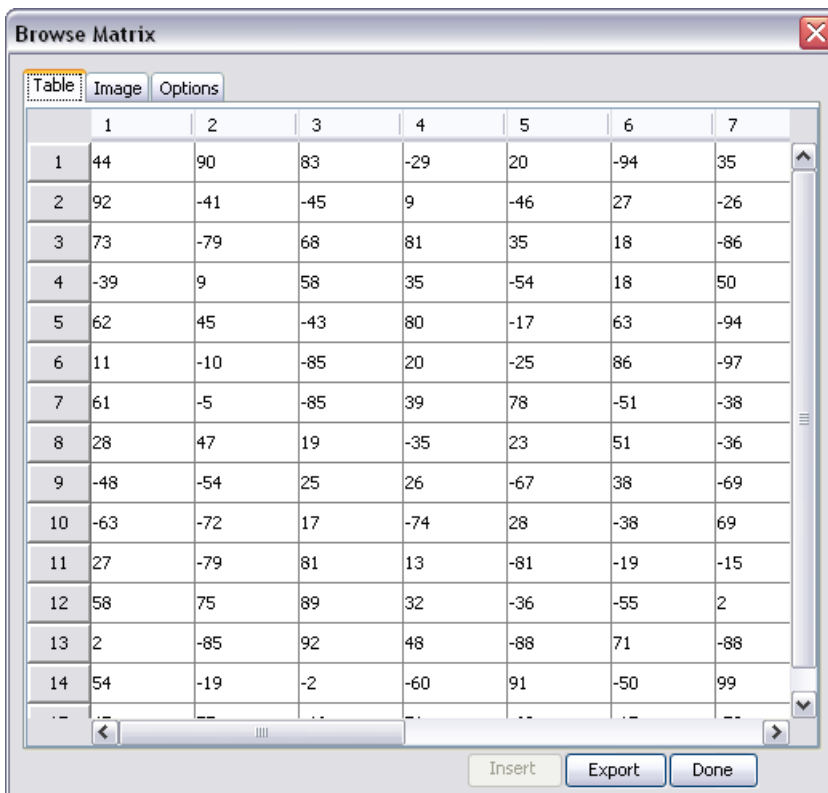 Browse Matrix
Table Image Options
1 2 3 4 5 6 7
1 44 90 83 -29 20 -94 35
2 92 -41 -45 9 -46 27 -26
3 73 -79 68 81 35 18 -86
4 -39 9 58 35 -54 18 50
5 62 45 -43 80 -17 63 -94
6 11 -10 -85 20 -25 86 -97
7 61 -5 -85 39 78 -51 -38
8 28 47 19 -35 23 51 -36
9 -48 -54 25 26 -67 38 -69
10 -63 -72 17 -74 28 -38 69
11 27 -79 81 13 -81 -19 -15
12 58 75 89 32 -36 -55 2
13 2 -85 92 48 -88 71 -88
14 54 -19 -2 -60 91 -50 99
Insert Export Done